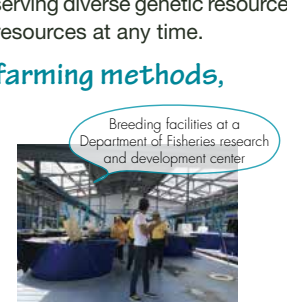 serving diverse genetic resource
resources at any time.
farming methods,
Breeding facilities at a
Department of Fisheries research
and development center